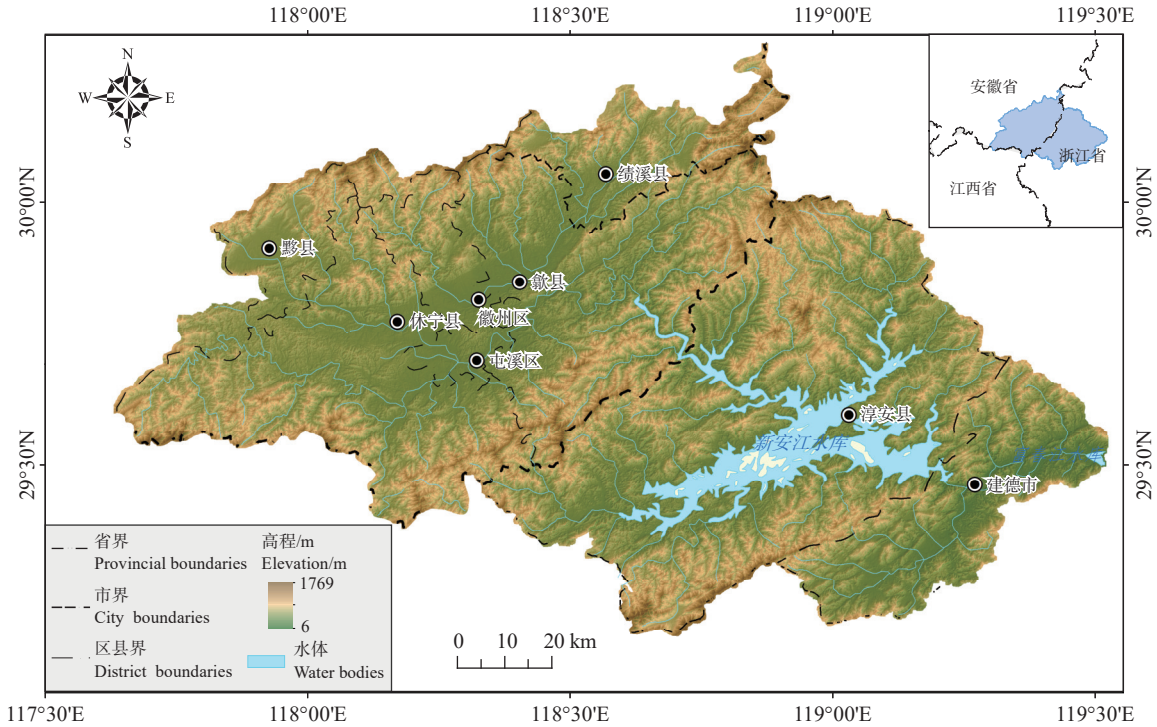 118°00′E
118°30′E
119°00′E
119°30′E
N
W
E
S
安徽省
浙江省
江西省
30°00′N
30°00′N
绩溪县
黟县
歙县
徽州区
休宁县
屯溪区
淳安县
新安江水库
29°30′N
29°30′N
建德市
省界
Provincial boundaries
市界
City boundaries
区县界
District boundaries
高程/m
Elevation/m
1769
6
水体
Water bodies
0
10
20 km
117°30′E
118°00′E
118°30′E
119°00′E
119°30′E